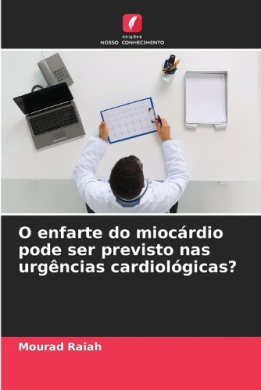 edições
NOSSO CONHECIMENTO
O enfarte do miocárdio
pode ser previsto nas
urgências cardiológicas?
Mourad Raiah